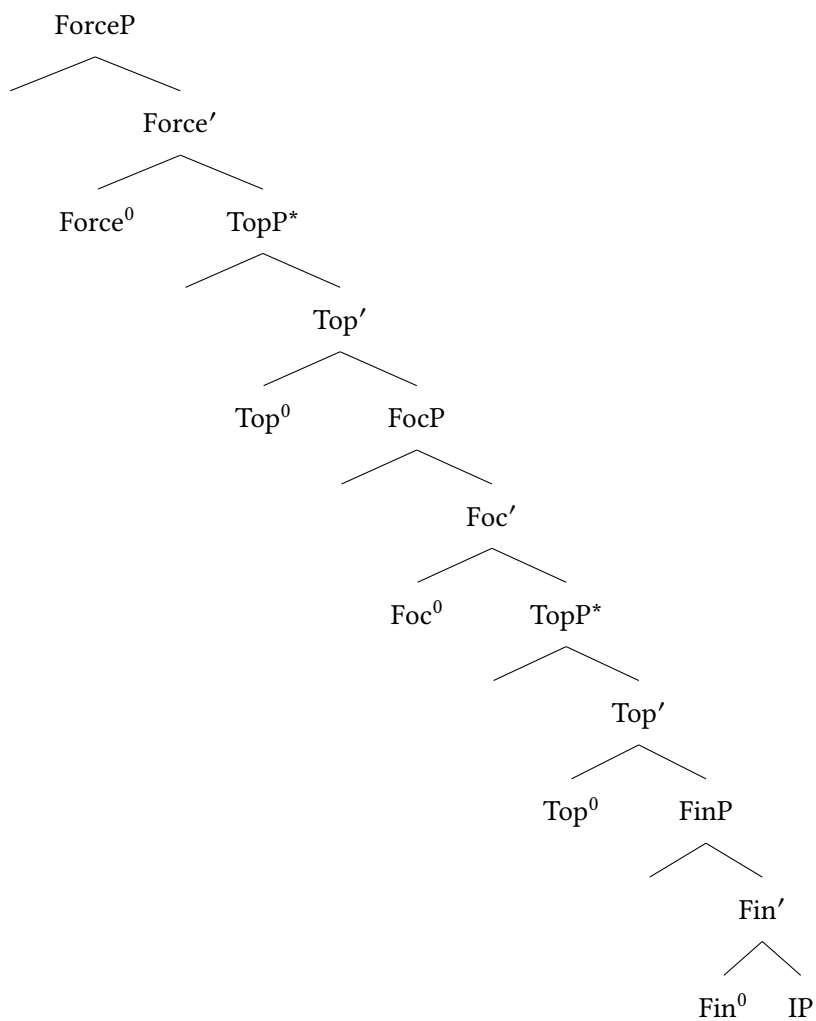 ForceP
Force′
Force⁰ TopP*
Top′
Top⁰ FocP
Foc′
Foc⁰ TopP*
Top′
Top⁰ FinP
Fin′
Fin⁰ IP